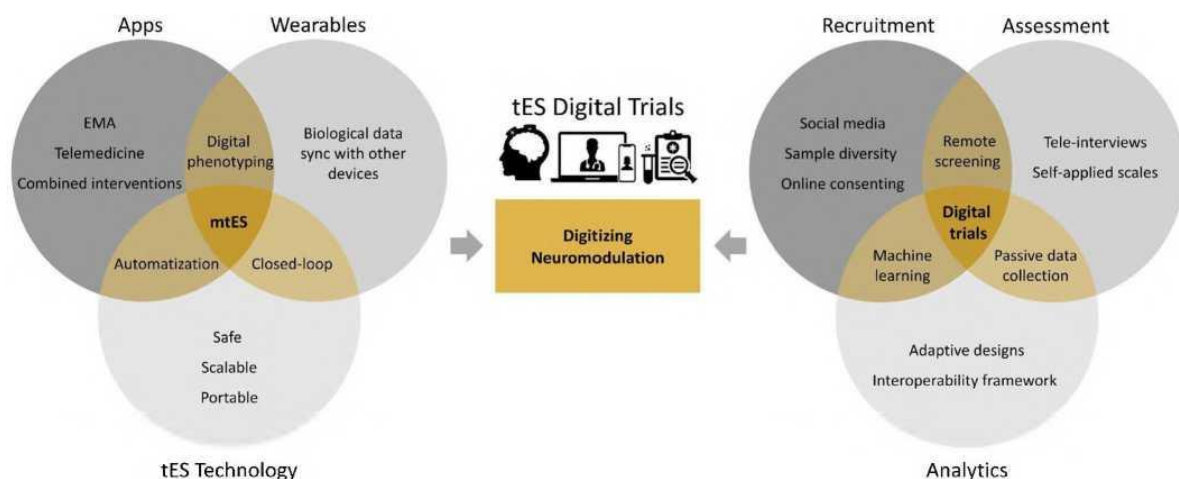 Apps
Wearables
EMA
Telemedicine
Combined interventions
Digital
phenotyping
Biological data
sync with other
devices
mtES
Automatization
Closed-loop
Safe
Scalable
Portable
tES Technology
tES Digital Trials
Digitizing
Neuromodulation
Recruitment
Assessment
Social media
Sample diversity
Online consenting
Remote
screening
Tele-interviews
Self-applied scales
Digital
trials
Machine
learning
Passive data
collection
Adaptive designs
Interoperability framework
Analytics